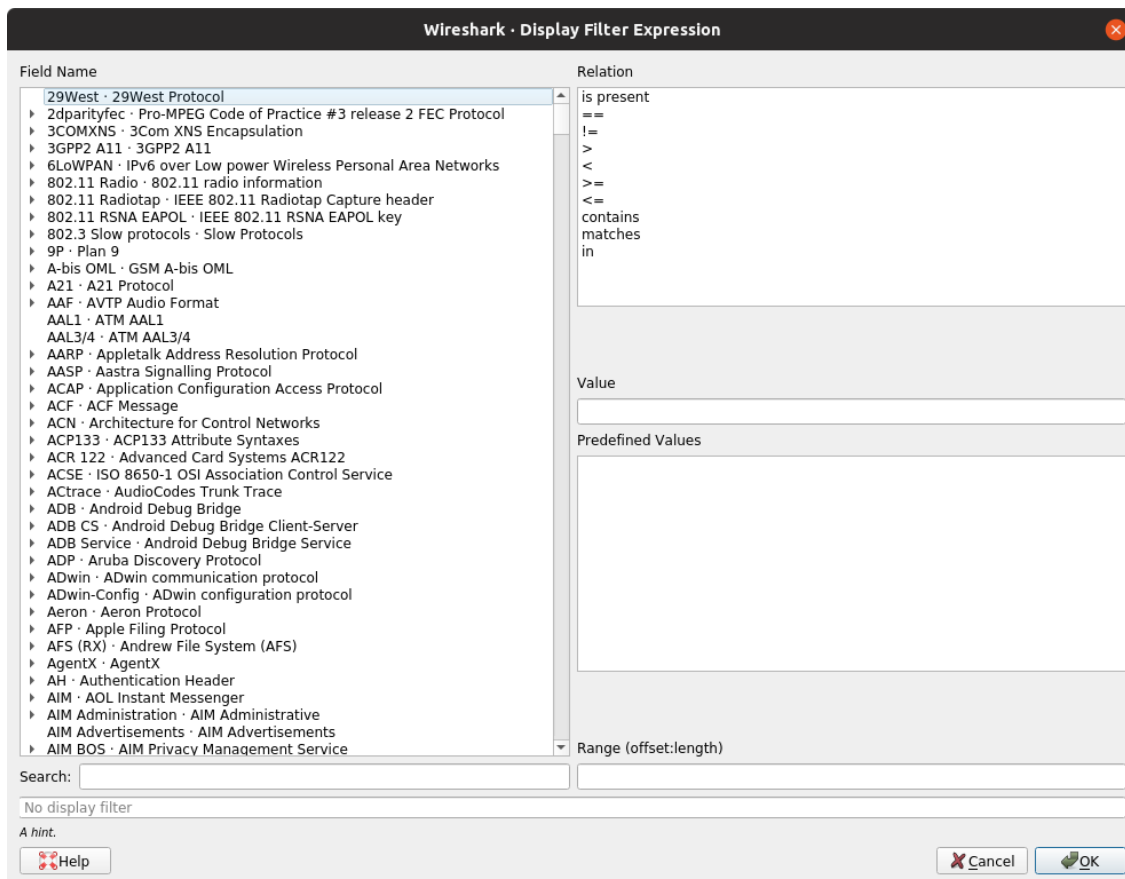 Wireshark · Display Filter Expression
Field Name
29West · 29West Protocol
2dparityfec · Pro-MPEG Code of Practice #3 release 2 FEC Protocol
3COMXNS · 3Com XNS Encapsulation
3GPP2 A11 · 3GPP2 A11
6LoWPAN · IPv6 over Low power Wireless Personal Area Networks
802.11 Radio · 802.11 radio information
802.11 Radiotap · IEEE 802.11 Radiotap Capture header
802.11 RSNA EAPOL · IEEE 802.11 RSNA EAPOL key
802.3 Slow protocols · Slow Protocols
9P · Plan 9
A-bis OML · GSM A-bis OML
A21 · A21 Protocol
AAF · AVTP Audio Format
AAL1 · ATM AAL1
AAL3/4 · ATM AAL3/4
AARP · Appletalk Address Resolution Protocol
AASP · Aastra Signalling Protocol
ACAP · Application Configuration Access Protocol
ACF · ACF Message
ACN · Architecture for Control Networks
ACP133 · ACP133 Attribute Syntaxes
ACR 122 · Advanced Card Systems ACR122
ACSE · ISO 8650-1 OSI Association Control Service
ACtrace · AudioCodes Trunk Trace
ADB · Android Debug Bridge
ADB CS · Android Debug Bridge Client-Server
ADB Service · Android Debug Bridge Service
ADP · Aruba Discovery Protocol
ADwin · ADwin communication protocol
ADwin-Config · ADwin configuration protocol
Aeron · Aeron Protocol
AFP · Apple Filing Protocol
AFS (RX) · Andrew File System (AFS)
AgentX · AgentX
AH · Authentication Header
AIM · AOL Instant Messenger
AIM Administration · AIM Administrative
AIM Advertisements · AIM Advertisements
AIM BOS · AIM Privacy Management Service
Search:
Relation
is present
==
!=
>
<
>=
<=
contains
matches
in
Value
Predefined Values
Range (offset:length)
No display filter
A hint.
Help
Cancel
OK